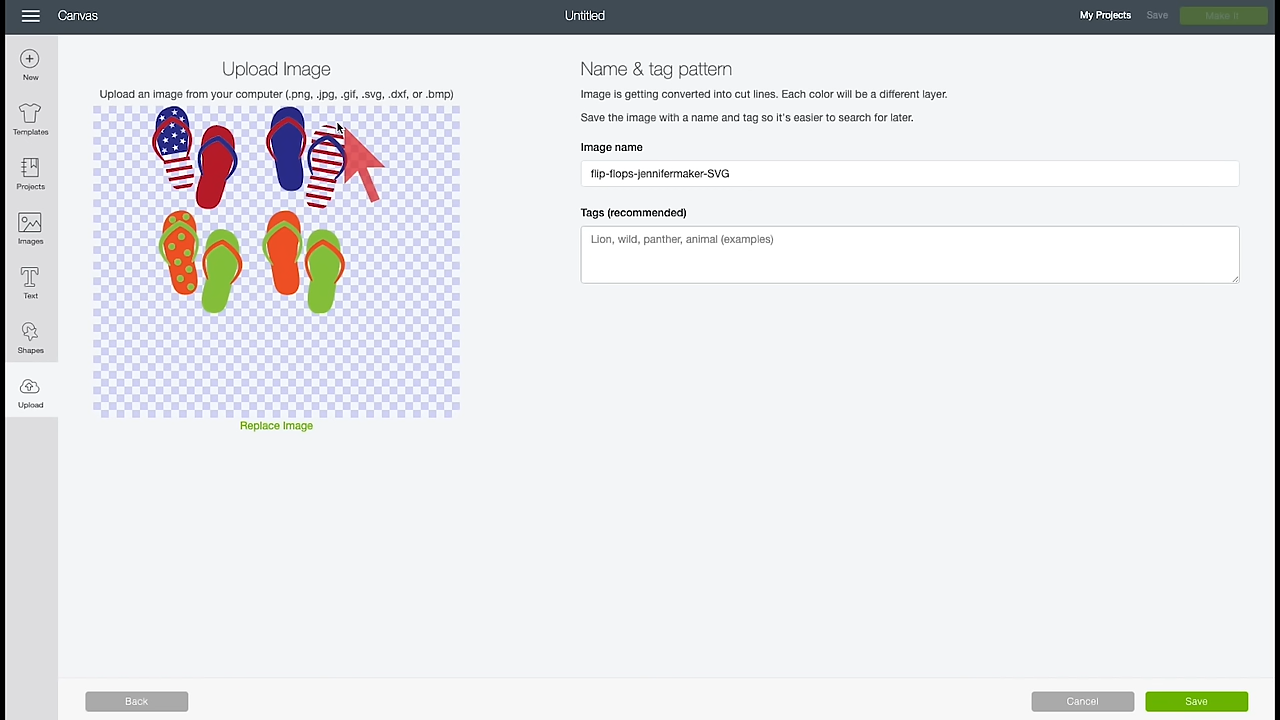 Canvas
Untitled
My Projects
Save
Make It
New
Templates
Projects
Images
Text
Shapes
Upload
Upload Image
Upload an image from your computer (.png, .jpg, .gif, .svg, .dxf, or .bmp)
Replace Image
Name & tag pattern
Image is getting converted into cut lines. Each color will be a different layer.
Save the image with a name and tag so it's easier to search for later.
Image name
flip-flops-jennifermaker-SVG
Tags (recommended)
Lion, wild, panther, animal (examples)
Back
Cancel
Save